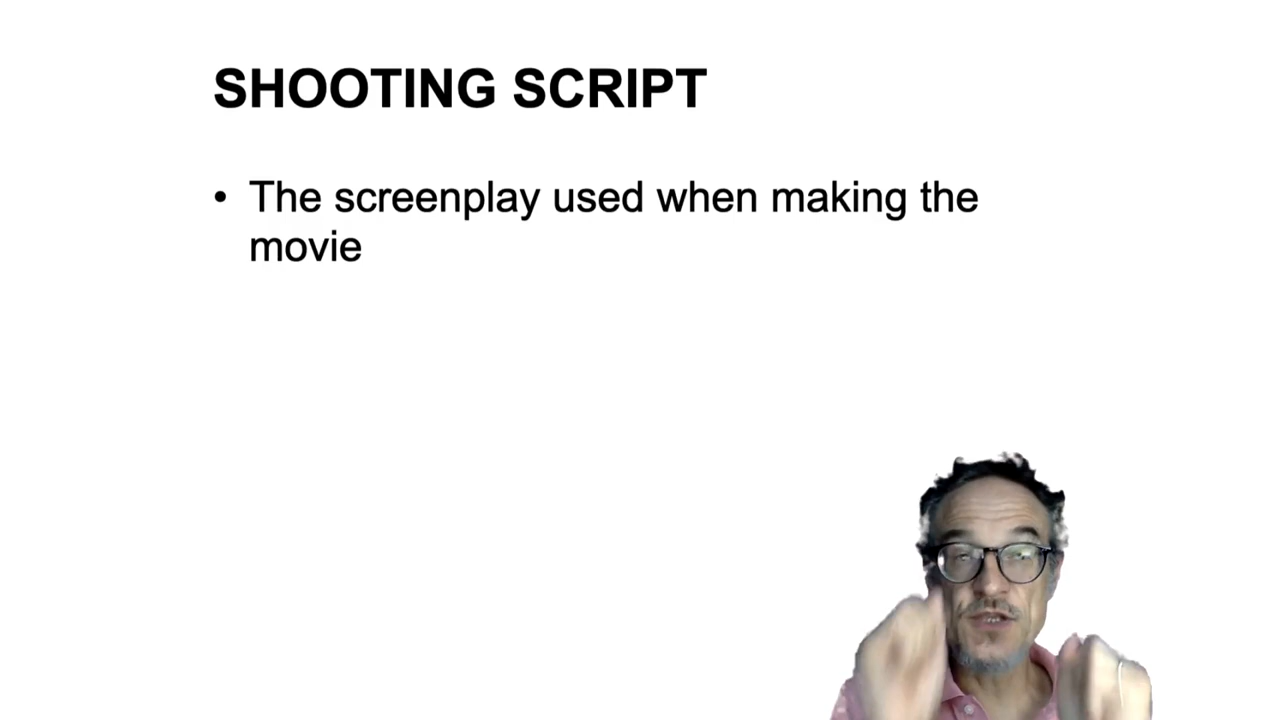 SHOOTING SCRIPT
• The screenplay used when making the
movie